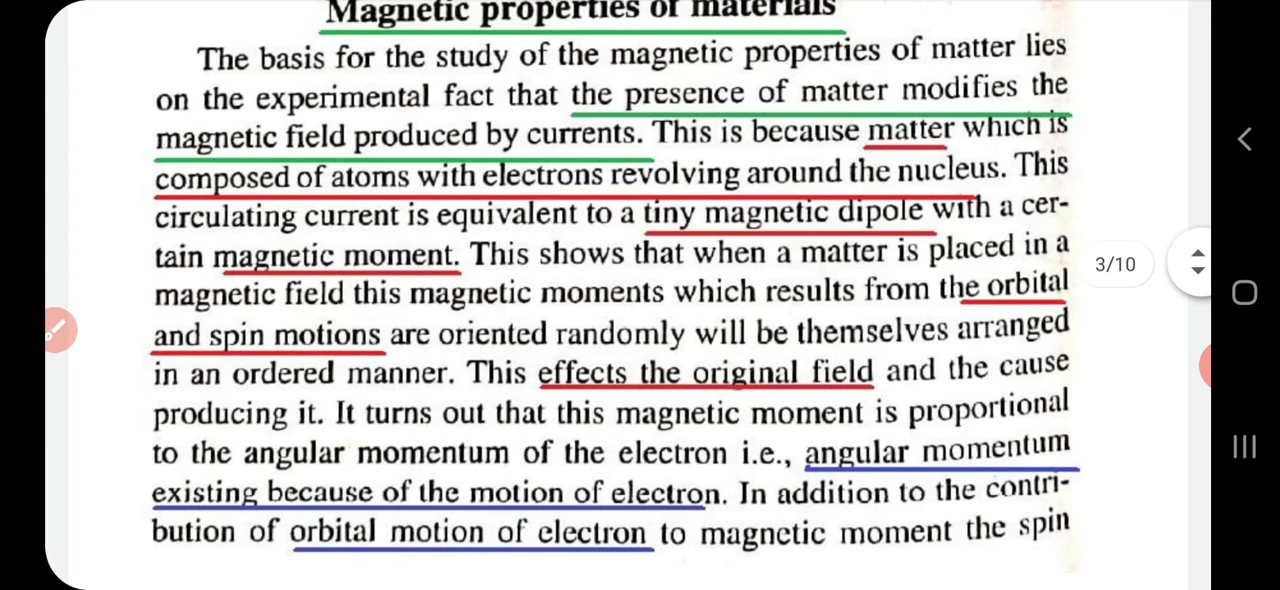 Magnetic properties of materials
The basis for the study of the magnetic properties of matter lies
on the experimental fact that the presence of matter modifies the
magnetic field produced by currents. This is because matter which is
composed of atoms with electrons revolving around the nucleus. This
circulating current is equivalent to a tiny magnetic dipole with a cer-
tain magnetic moment. This shows that when a matter is placed in a
magnetic field this magnetic moments which results from the orbital
and spin motions are oriented randomly will be themselves arranged
in an ordered manner. This effects the original field and the cause
producing it. It turns out that this magnetic moment is proportional
to the angular momentum of the electron i.e., angular momentum
existing because of the motion of electron. In addition to the contri-
bution of orbital motion of electron to magnetic moment the spin
3/10